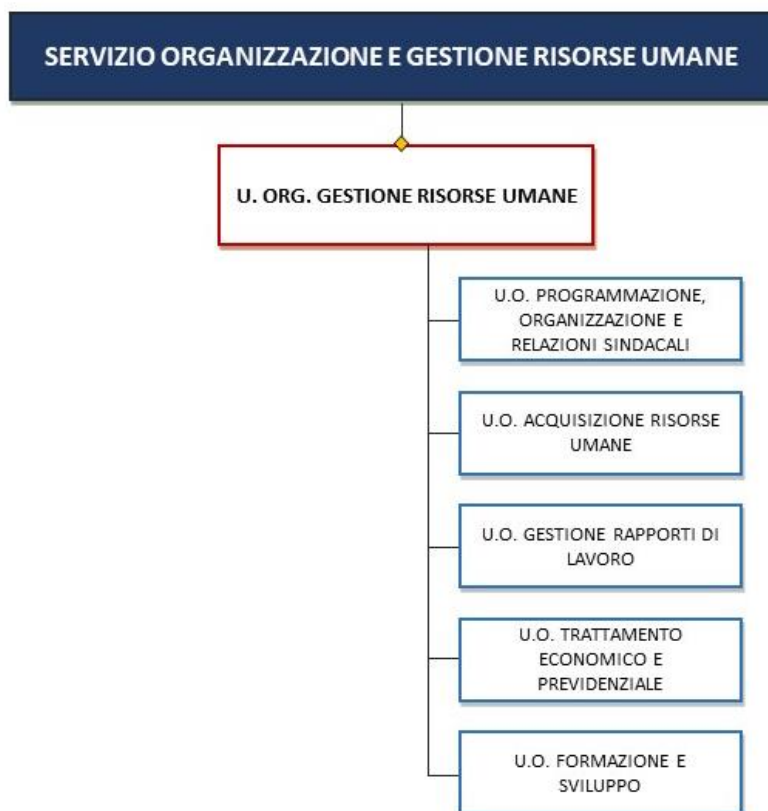 SERVIZIO ORGANIZZAZIONE E GESTIONE RISORSE UMANE
U. ORG. GESTIONE RISORSE UMANE
U.O. PROGRAMMAZIONE,
ORGANIZZAZIONE E
RELAZIONI SINDACALI
U.O. ACQUISIZIONE RISORSE
UMANE
U.O. GESTIONE RAPPORTI DI
LAVORO
U.O. TRATTAMENTO
ECONOMICO E
PREVIDENZIALE
U.O. FORMAZIONE E
SVILUPPO